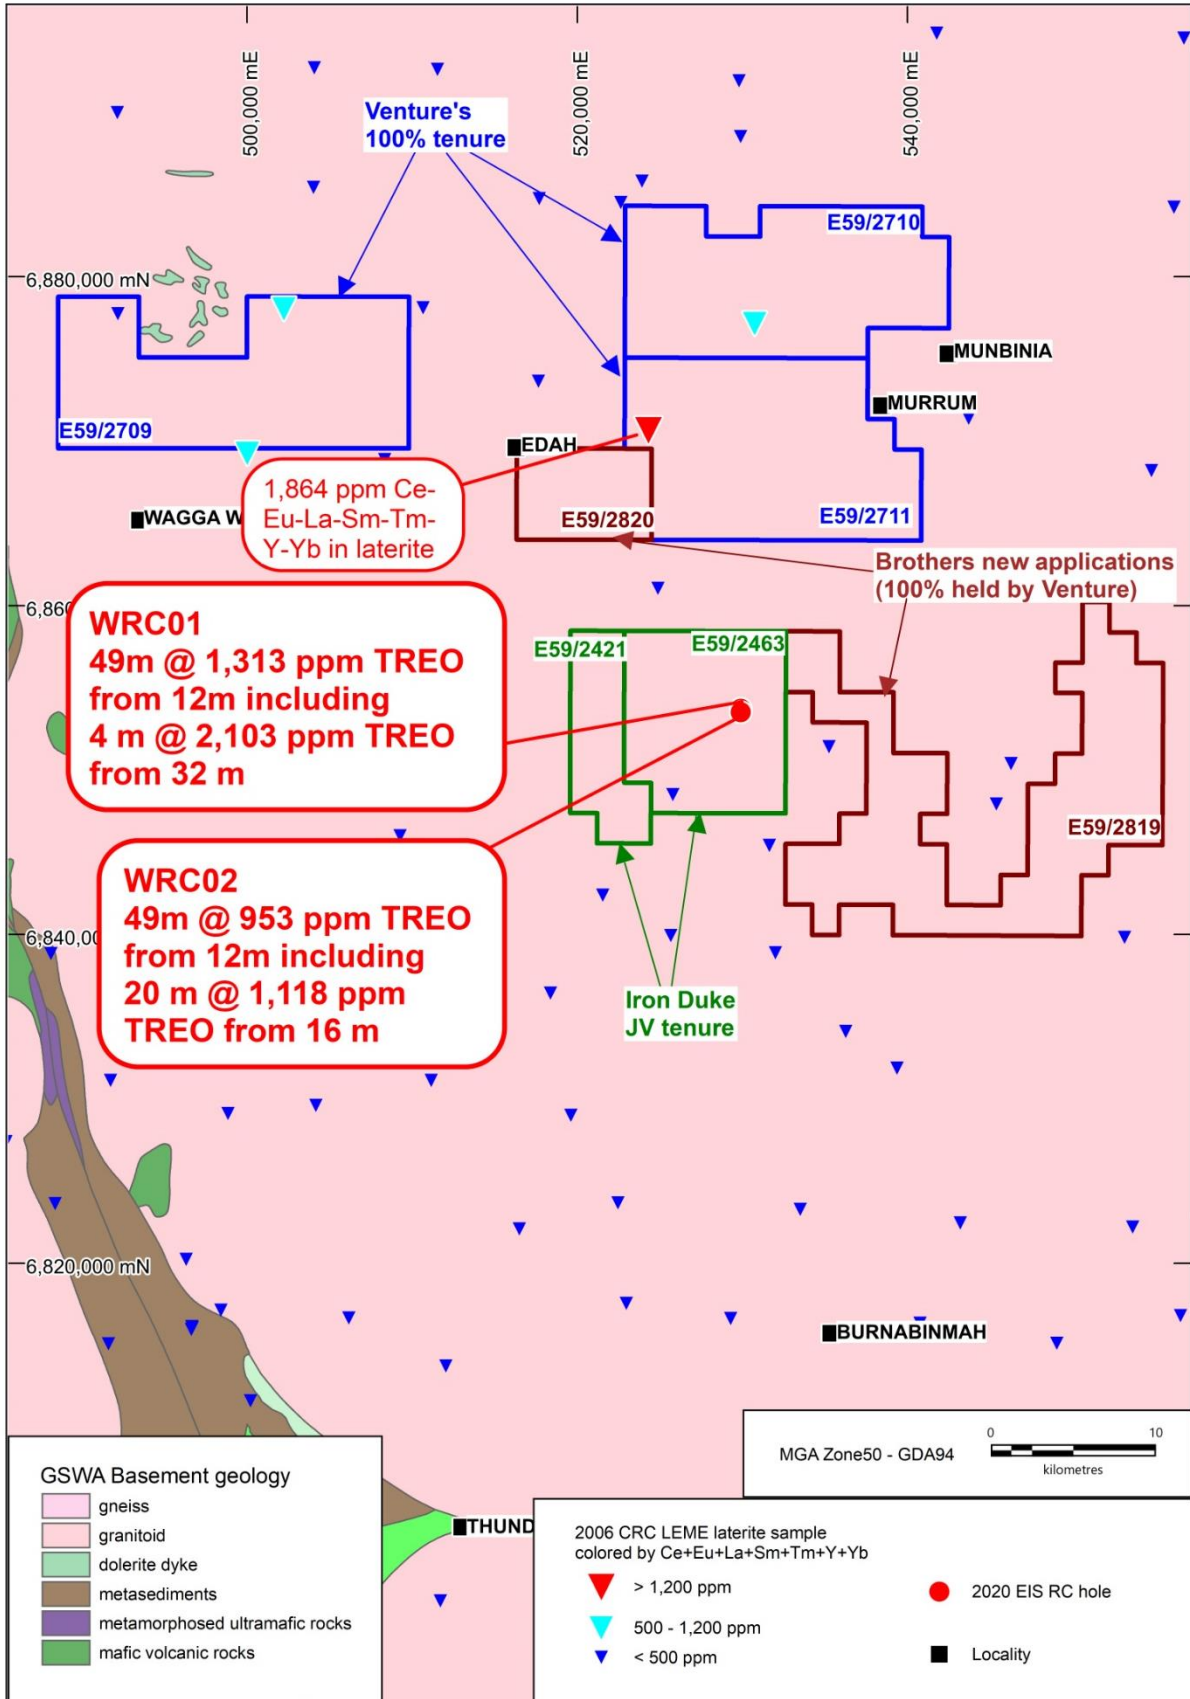 500,000 mE
520,000 mE
540,000 mE
Venture's
100% tenure
E59/2710
6,880,000 mN
MUNBINIA
MURRUM
E59/2709
EDAH
1,864 ppm Ce-
Eu-La-Sm-Tm-
Y-Yb in laterite
WAGGA W
E59/2820
E59/2711
Brothers new applications
(100% held by Venture)
6,860
WRC01
49m @ 1,313 ppm TREO
from 12m including
4 m @ 2,103 ppm TREO
from 32 m
E59/2421
E59/2463
E59/2819
WRC02
49m @ 953 ppm TREO
from 12m including
20 m @ 1,118 ppm
TREO from 16 m
6,840,00
Iron Duke
JV tenure
6,820,000 mN
BURNABINMAH
MGA Zone50 - GDA94
0
10
kilometres
GSWA Basement geology
gneiss
granitoid
dolerite dyke
metasediments
metamorphosed ultramafic rocks
mafic volcanic rocks
THUND
2006 CRC LEME laterite sample
colored by Ce+Eu+La+Sm+Tm+Y+Yb
> 1,200 ppm
500 - 1,200 ppm
< 500 ppm
2020 EIS RC hole
Locality